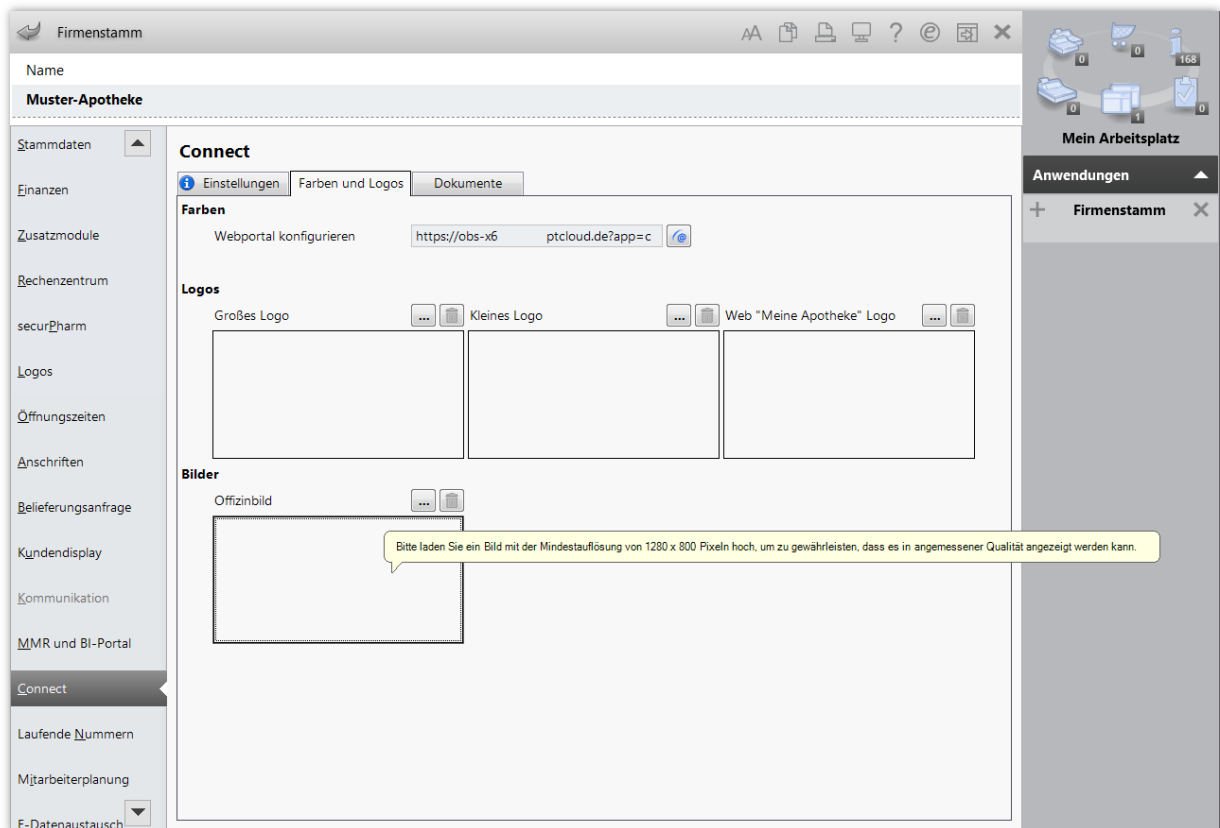 Firmenstamm
AA
?
Name
Muster-Apotheke
Stammdaten
Finanzen
Zusatzmodule
Rechenzentrum
securPharm
Logos
Öffnungszeiten
Anschriften
Belieferungsanfrage
Kundendisplay
Kommunikation
MMR und BI-Portal
Connect
Laufende Nummern
Mitarbeiterplanung
E-Datenaustausch
Connect
Einstellungen
Farben und Logos
Dokumente
Farben
Webportal konfigurieren
https://obs-x6 ptcloud.de?app=c
Logos
Großes Logo
...
Kleines Logo
...
Web "Meine Apotheke" Logo
...
Bilder
Offizinbild
...
Bitte laden Sie ein Bild mit der Mindestauflösung von 1280 x 800 Pixeln hoch, um zu gewährleisten, dass es in angemessener Qualität angezeigt werden kann.
0
0
168
0
1
0
Mein Arbeitsplatz
Anwendungen
Firmenstamm